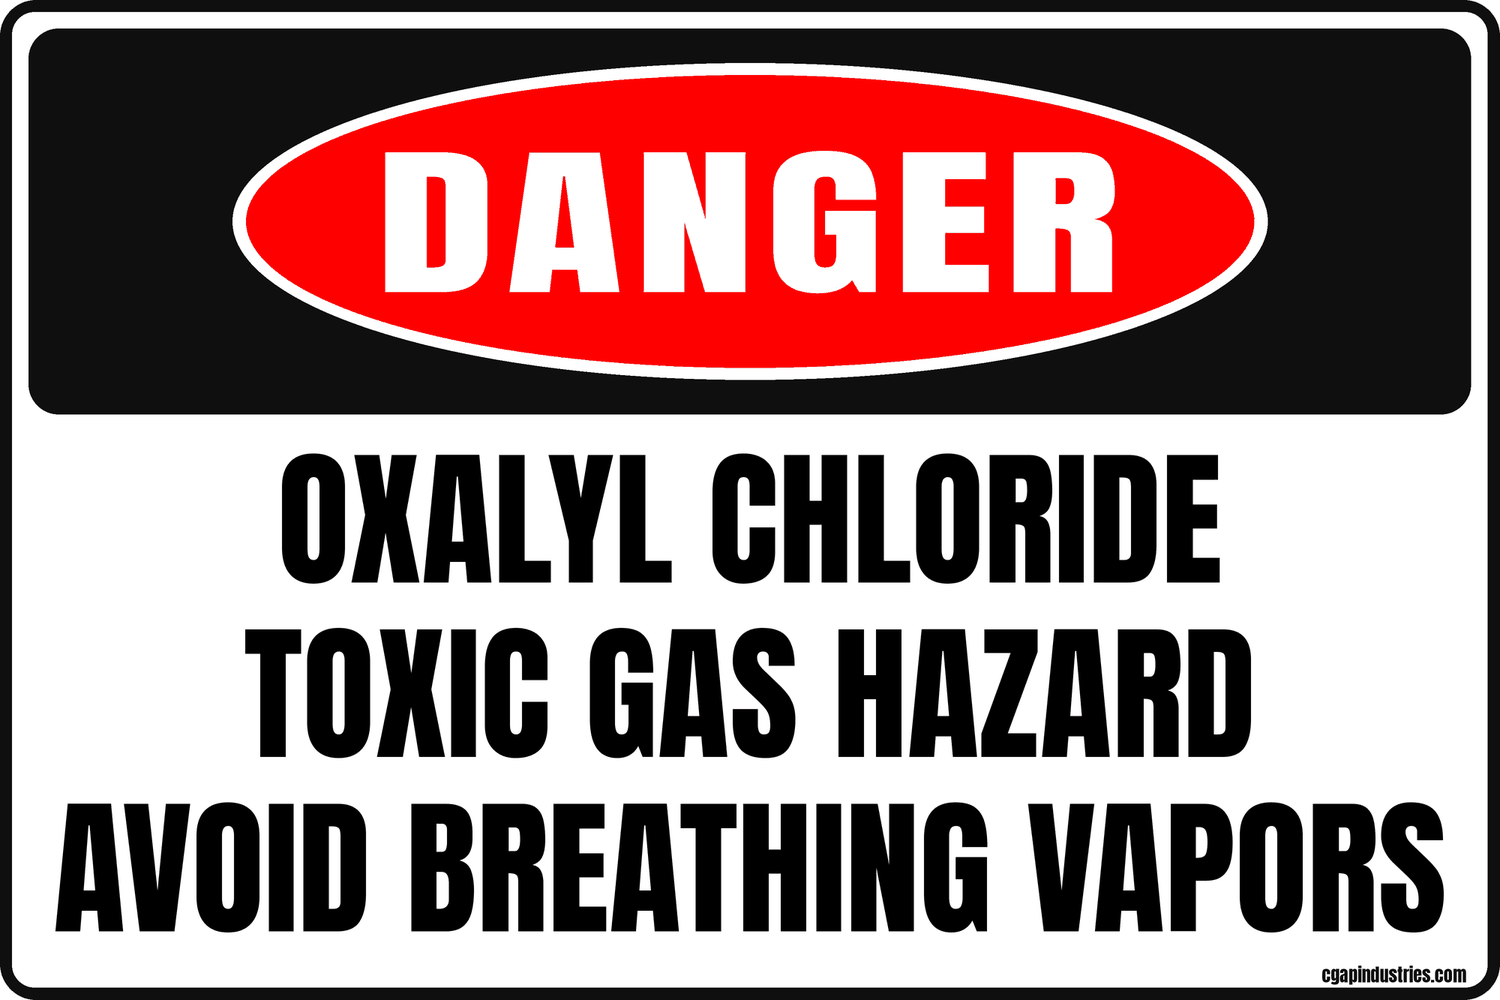 DANGER
OXALYL CHLORIDE
TOXIC GAS HAZARD
AVOID BREATHING VAPORS
cgapindustries.com